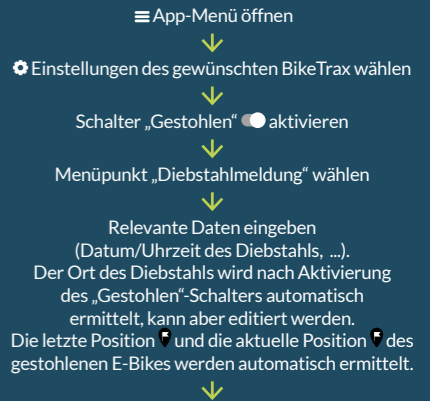 App-Menü öffnen
Einstellungen des gewünschten BikeTrax wählen
Schalter „Gestohlen“ aktivieren
Menüpunkt „Diebstahlmeldung“ wählen
Relevante Daten eingeben
(Datum/Uhrzeit des Diebstahls, ...).
Der Ort des Diebstahls wird nach Aktivierung
des „Gestohlen“-Schalters automatisch
ermittelt, kann aber editiert werden.
Die letzte Position und die aktuelle Position des
gestohlenen E-Bikes werden automatisch ermittelt.